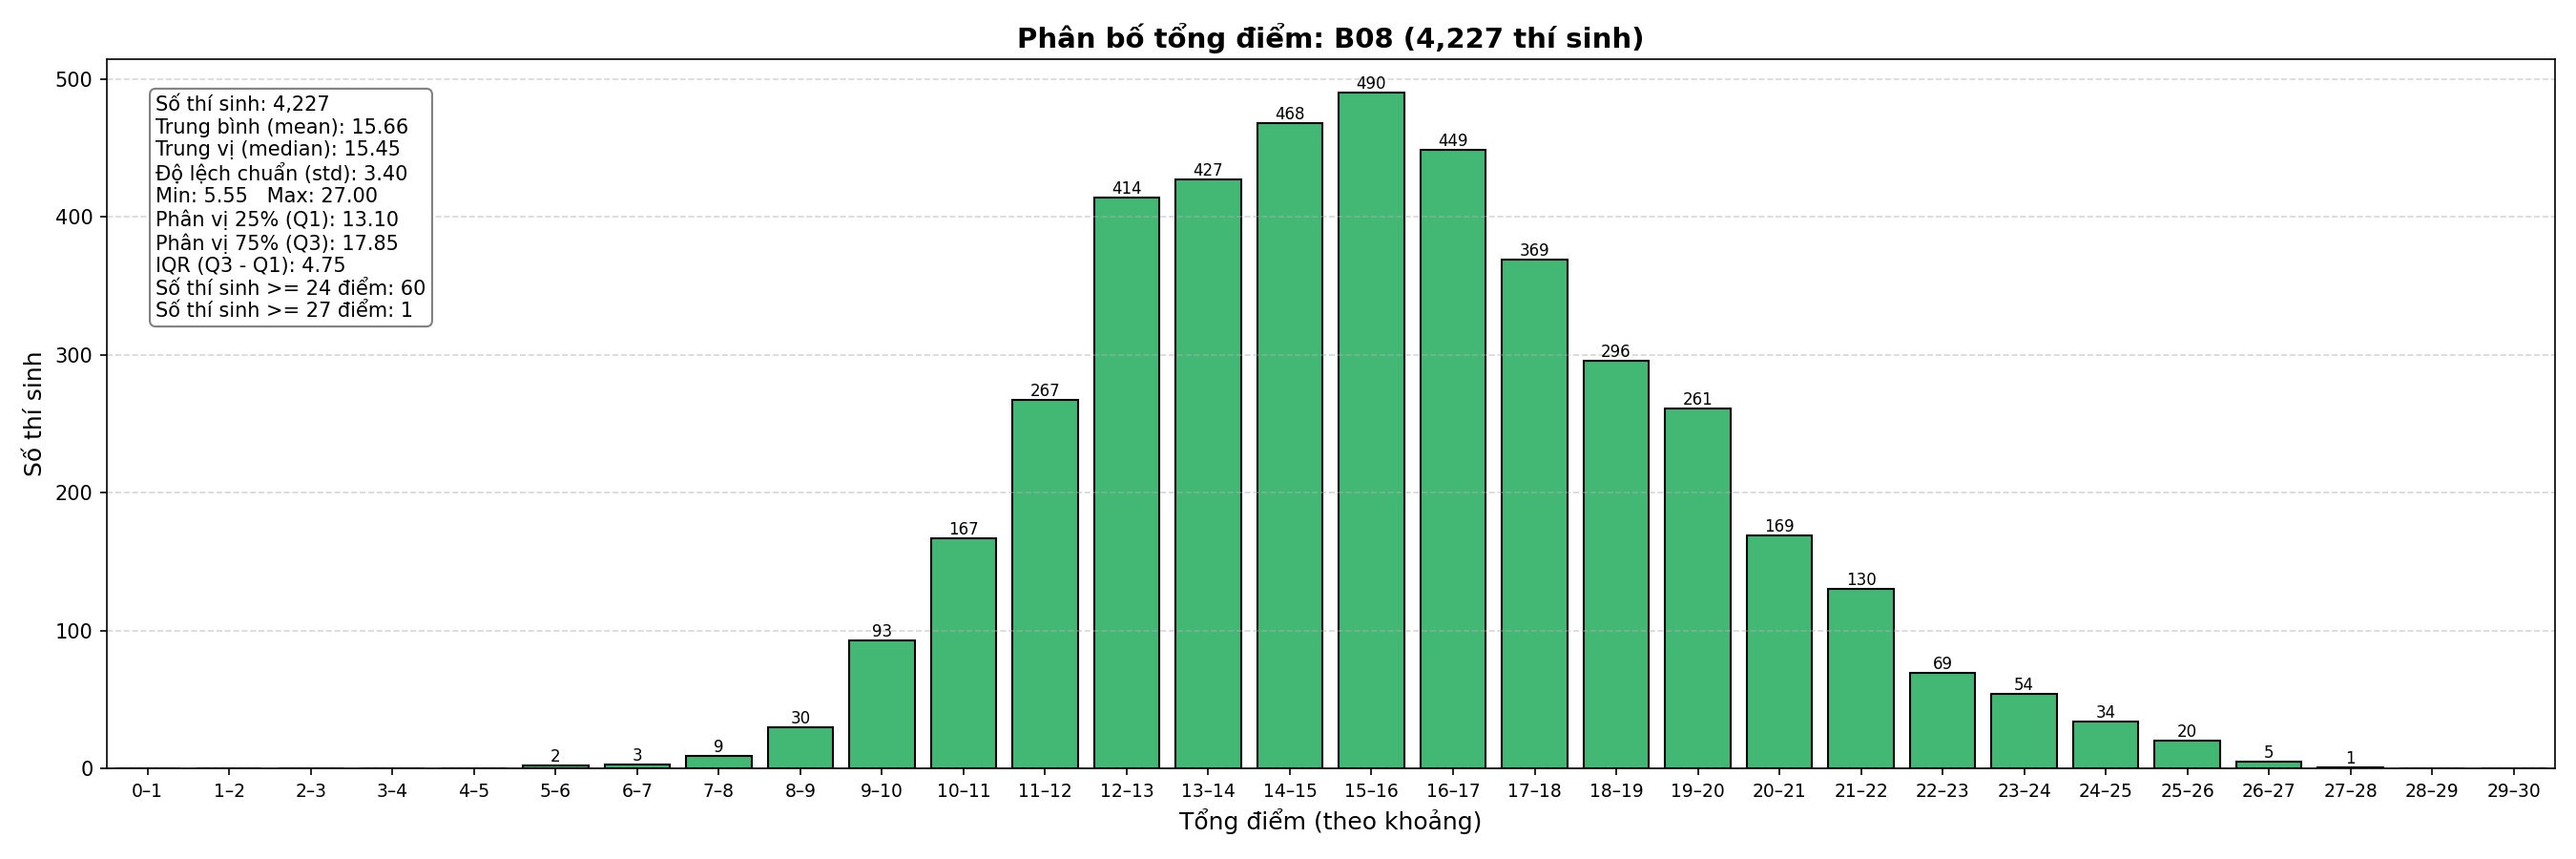 Phân bố tổng điểm: B08 (4,227 thí sinh)
Số thí sinh: 4,227
Trung bình (mean): 15.66
Trung vị (median): 15.45
Độ lệch chuẩn (std): 3.40
Min: 5.55   Max: 27.00
Phân vị 25% (Q1): 13.10
Phân vị 75% (Q3): 17.85
IQR (Q3 - Q1): 4.75
Số thí sinh >= 24 điểm: 60
Số thí sinh >= 27 điểm: 1
Số thí sinh
500
400
300
200
100
0
2 3 9 30 93 167 267 414 427 468 490 449 369 296 261 169 130 69 54 34 20 5 1
0–1 1–2 2–3 3–4 4–5 5–6 6–7 7–8 8–9 9–10 10–11 11–12 12–13 13–14 14–15 15–16 16–17 17–18 18–19 19–20 20–21 21–22 22–23 23–24 24–25 25–26 26–27 27–28 28–29 29–30
Tổng điểm (theo khoảng)